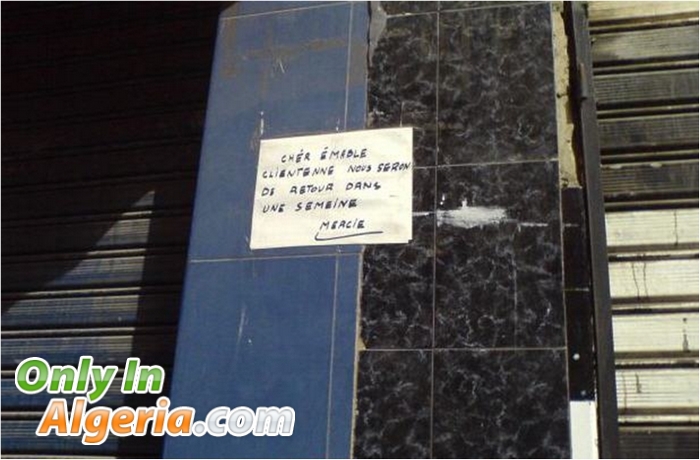 CHÉR ÉMABLE
CLIENTENNE NOUS SERON
DE RETOUR DANS
UNE SEMEINE
MERCIE
Only In
Algeria.com